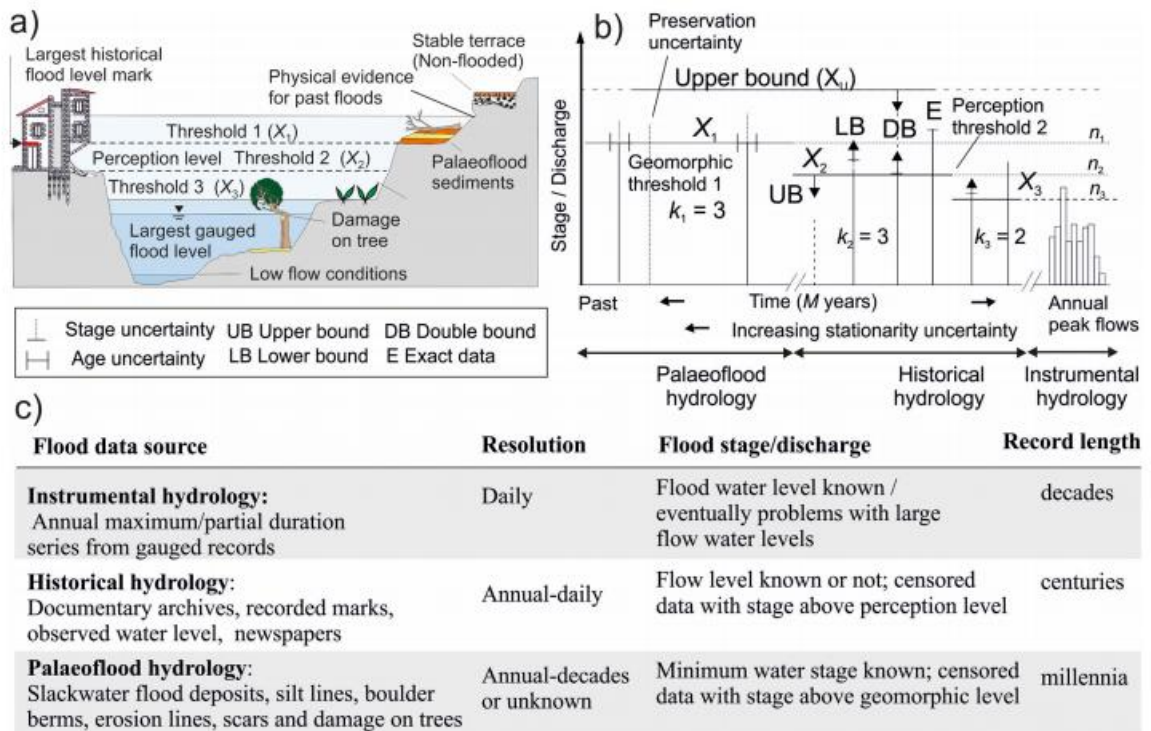 a)
Largest historical
flood level mark
Stable terrace
(Non-flooded)
Physical evidence
for past floods
Threshold 1 (X₁)
Perception level
Threshold 2 (X₂)
Threshold 3 (X₃)
Palaeoflood
sediments
Largest gauged
flood level
Damage
on tree
Low flow conditions
Stage uncertainty UB Upper bound DB Double bound
Age uncertainty LB Lower bound E Exact data
b)
Preservation
uncertainty
Stage / Discharge
Upper bound (Xᵤ)
E
Perception
threshold 2
LB
DB
X₁
n₁
Geomorphic
threshold 1
k₁ = 3
X₂
n₂
UB
X₃
n₃
k₂ = 3
k₃ = 2
Past
Time (M years)
Annual
peak flows
Increasing stationarity uncertainty
Palaeoflood
hydrology
Historical
hydrology
Instrumental
hydrology
c)
Flood data source Resolution Flood stage/discharge Record length
Instrumental hydrology:
Annual maximum/partial duration
series from gauged records
Daily
Flood water level known /
eventually problems with large
flow water levels
decades
Historical hydrology:
Documentary archives, recorded marks,
observed water level, newspapers
Annual-daily
Flow level known or not; censored
data with stage above perception level
centuries
Palaeoflood hydrology:
Slackwater flood deposits, silt lines, boulder
berms, erosion lines, scars and damage on trees
Annual-decades
or unknown
Minimum water stage known; censored
data with stage above geomorphic level
millennia